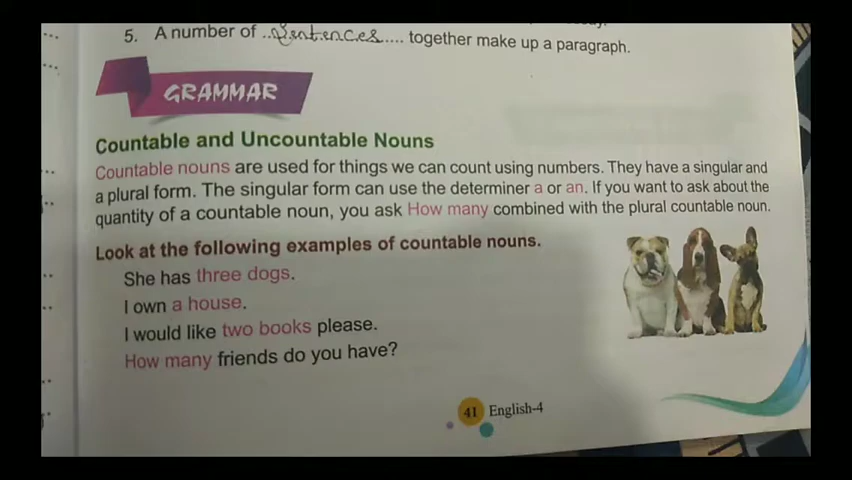 5. A number of ..Sentences.... together make up a paragraph.
GRAMMAR
Countable and Uncountable Nouns
Countable nouns are used for things we can count using numbers. They have a singular and
a plural form. The singular form can use the determiner a or an. If you want to ask about the
quantity of a countable noun, you ask How many combined with the plural countable noun.
Look at the following examples of countable nouns.
She has three dogs.
I own a house.
I would like two books please.
How many friends do you have?
41 English-4